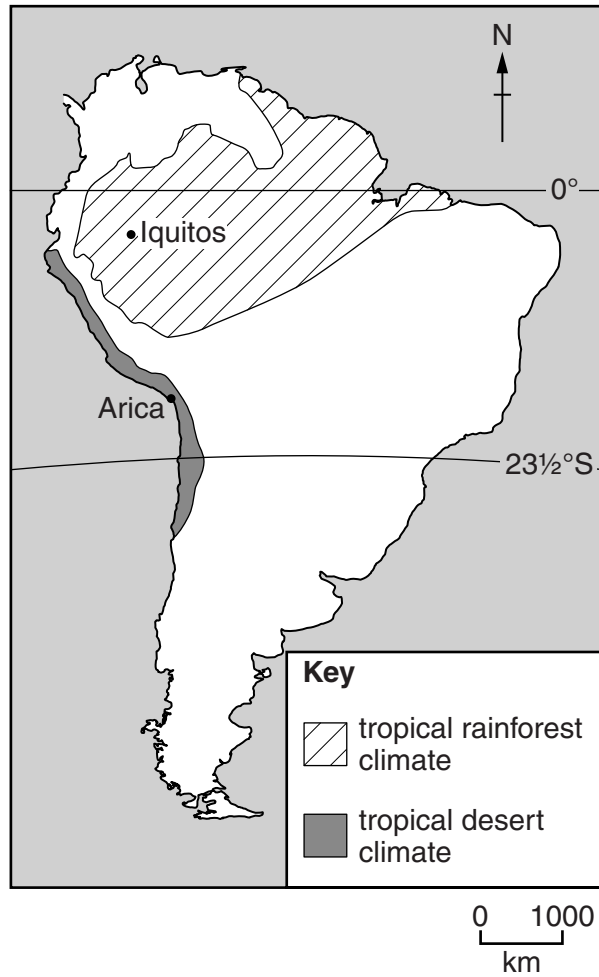 N
0°
Iquitos
Arica
23½°S
Key
tropical rainforest
climate
tropical desert
climate
0 1000
km